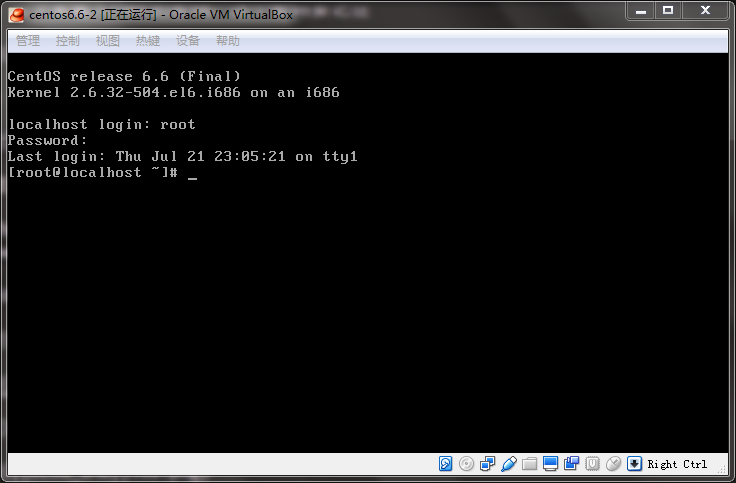 centos6.6-2 [正在运行] - Oracle VM VirtualBox
管理 控制 视图 热键 设备 帮助
CentOS release 6.6 (Final)
Kernel 2.6.32-504.el6.i686 on an i686
localhost login: root
Password:
Last login: Thu Jul 21 23:05:21 on tty1
[root@localhost ~]# _
Right Ctrl